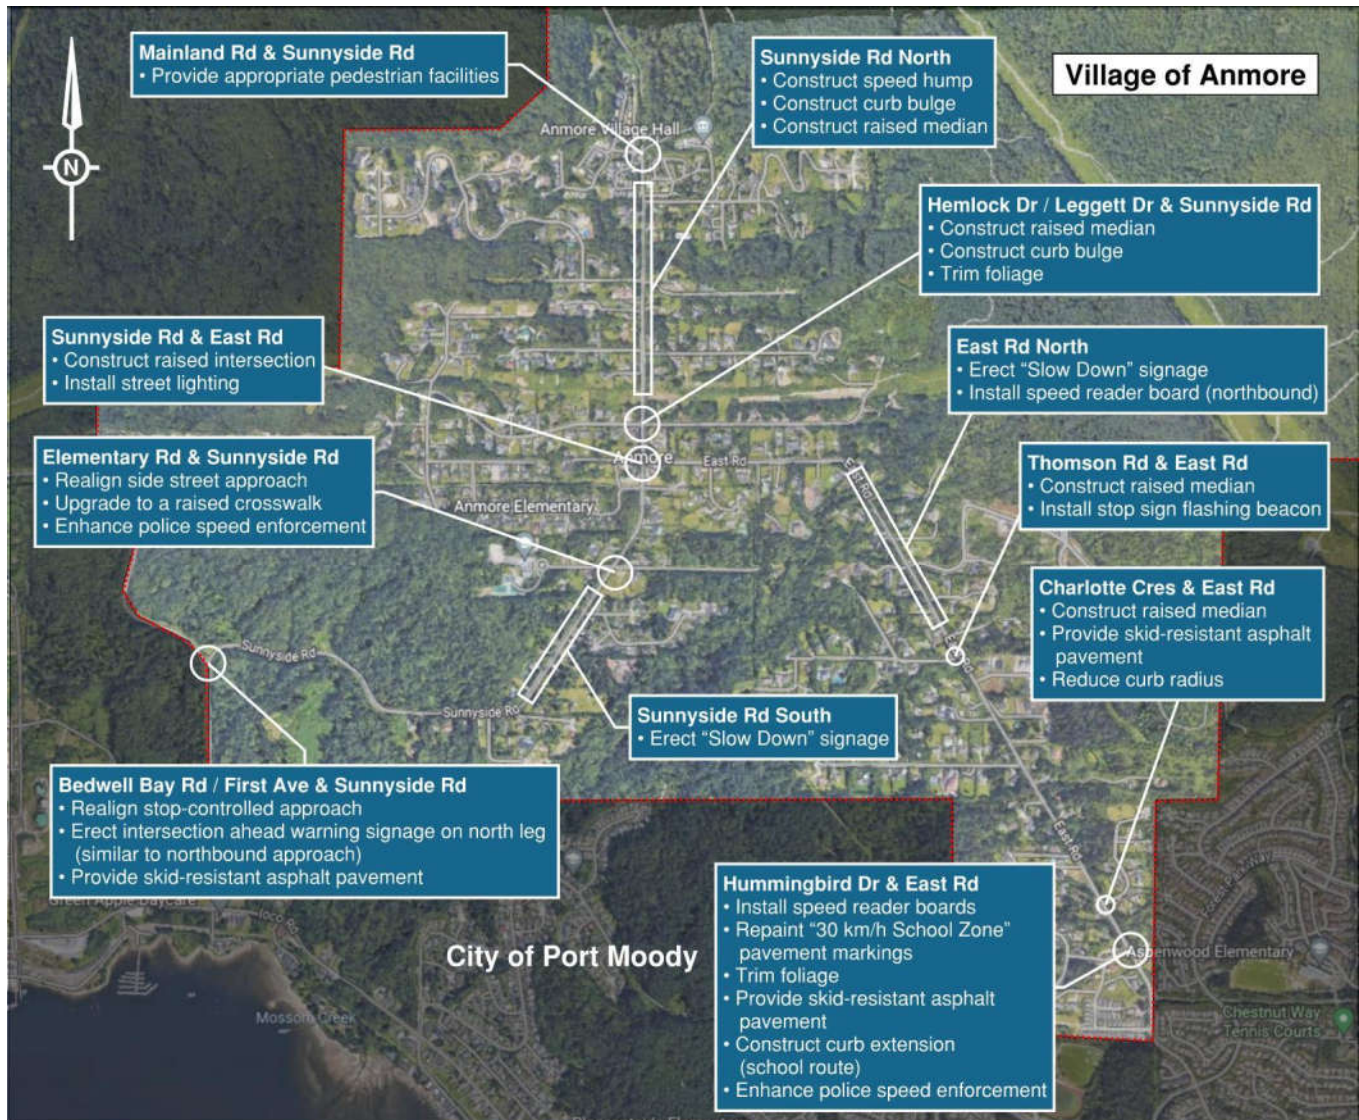 Mainland Rd & Sunnyside Rd
• Provide appropriate pedestrian facilities
Sunnyside Rd North
• Construct speed hump
• Construct curb bulge
• Construct raised median
Village of Anmore
N
Anmore Village Hall
Hemlock Dr / Leggett Dr & Sunnyside Rd
• Construct raised median
• Construct curb bulge
• Trim foliage
Sunnyside Rd & East Rd
• Construct raised intersection
• Install street lighting
East Rd North
• Erect “Slow Down” signage
• Install speed reader board (northbound)
Elementary Rd & Sunnyside Rd
• Realign side street approach
• Upgrade to a raised crosswalk
• Enhance police speed enforcement
Anmore
East Rd
East Rd
Anmore Elementary
Thomson Rd & East Rd
• Construct raised median
• Install stop sign flashing beacon
Charlotte Cres & East Rd
• Construct raised median
• Provide skid-resistant asphalt
pavement
• Reduce curb radius
Sunnyside Rd
Sunnyside Rd
Sunnyside Rd South
• Erect “Slow Down” signage
Bedwell Bay Rd / First Ave & Sunnyside Rd
• Realign stop-controlled approach
• Erect intersection ahead warning signage on north leg
(similar to northbound approach)
• Provide skid-resistant asphalt pavement
East Rd
Green Apple Daycare
Ioco Rd
City of Port Moody
Mossom Creek
Hummingbird Dr & East Rd
• Install speed reader boards
• Repaint “30 km/h School Zone”
pavement markings
• Trim foliage
• Provide skid-resistant asphalt
pavement
• Construct curb extension
(school route)
• Enhance police speed enforcement
Aspenwood Elementary
Chestnut Way
Tennis Courts